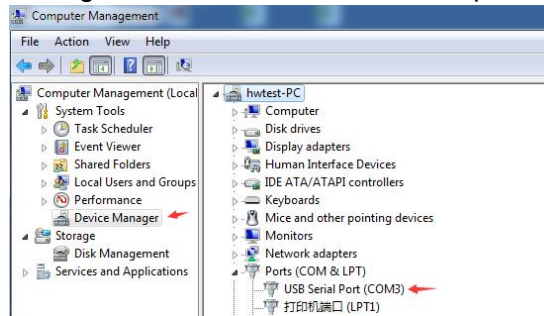 Computer Management
File Action View Help
Computer Management (Local
System Tools
Task Scheduler
Event Viewer
Shared Folders
Local Users and Groups
Performance
Device Manager
Storage
Disk Management
Services and Applications
hwtest-PC
Computer
Disk drives
Display adapters
Human Interface Devices
IDE ATA/ATAPI controllers
Keyboards
Mice and other pointing devices
Monitors
Network adapters
Ports (COM & LPT)
USB Serial Port (COM3)
打印机端口 (LPT1)